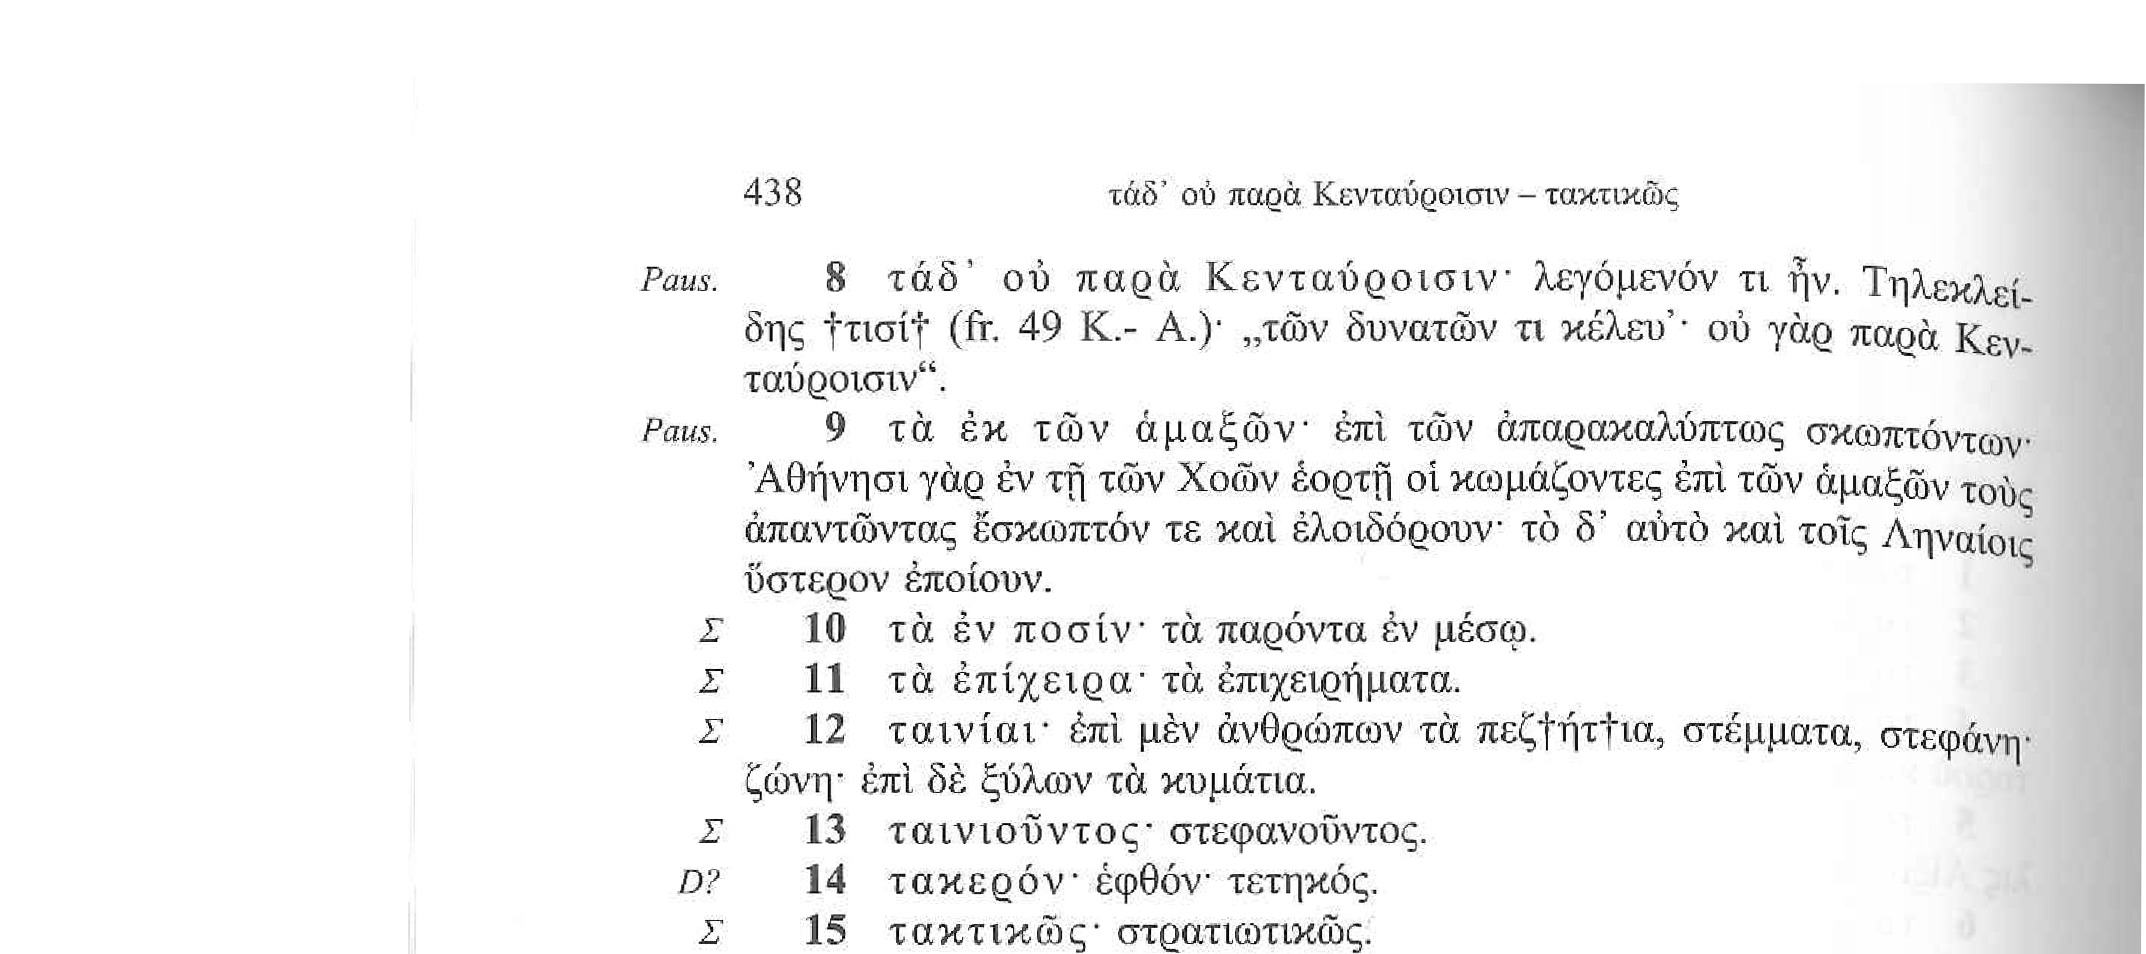 438 τάδ’ οὐ παρὰ Κενταύροισιν – τακτικῶς
Paus. 8 τάδ’ οὐ παρὰ Κενταύροισιν· λεγόμενόν τι ἦν. Τηλεκλεί-
δης †τισί† (fr. 49 K.- A.)· „τῶν δυνατῶν τι κέλευ’· οὐ γὰρ παρὰ Κεν-
ταύροισιν“.
Paus. 9 τὰ ἐκ τῶν ἁμαξῶν· ἐπὶ τῶν ἀπαρακαλύπτως σκωπτόντων·
Ἀθήνησι γὰρ ἐν τῇ τῶν Χοῶν ἑορτῇ οἱ κωμάζοντες ἐπὶ τῶν ἁμαξῶν τοὺς
ἀπαντῶντας ἔσκωπτόν τε καὶ ἐλοιδόρουν· τὸ δ’ αὐτὸ καὶ τοῖς Ληναίοις
ὕστερον ἐποίουν.
Σ 10 τὰ ἐν ποσίν· τὰ παρόντα ἐν μέσῳ.
Σ 11 τὰ ἐπίχειρα· τὰ ἐπιχειρήματα.
Σ 12 ταινίαι· ἐπὶ μὲν ἀνθρώπων τὰ πεζ†ήτ†ια, στέμματα, στεφάνη·
ζώνη· ἐπὶ δὲ ξύλων τὰ κυμάτια.
Σ 13 ταινιοῦντος· στεφανοῦντος.
D? 14 τακερόν· ἑφθόν· τετηκός.
Σ 15 τακτικῶς· στρατιωτικῶς.